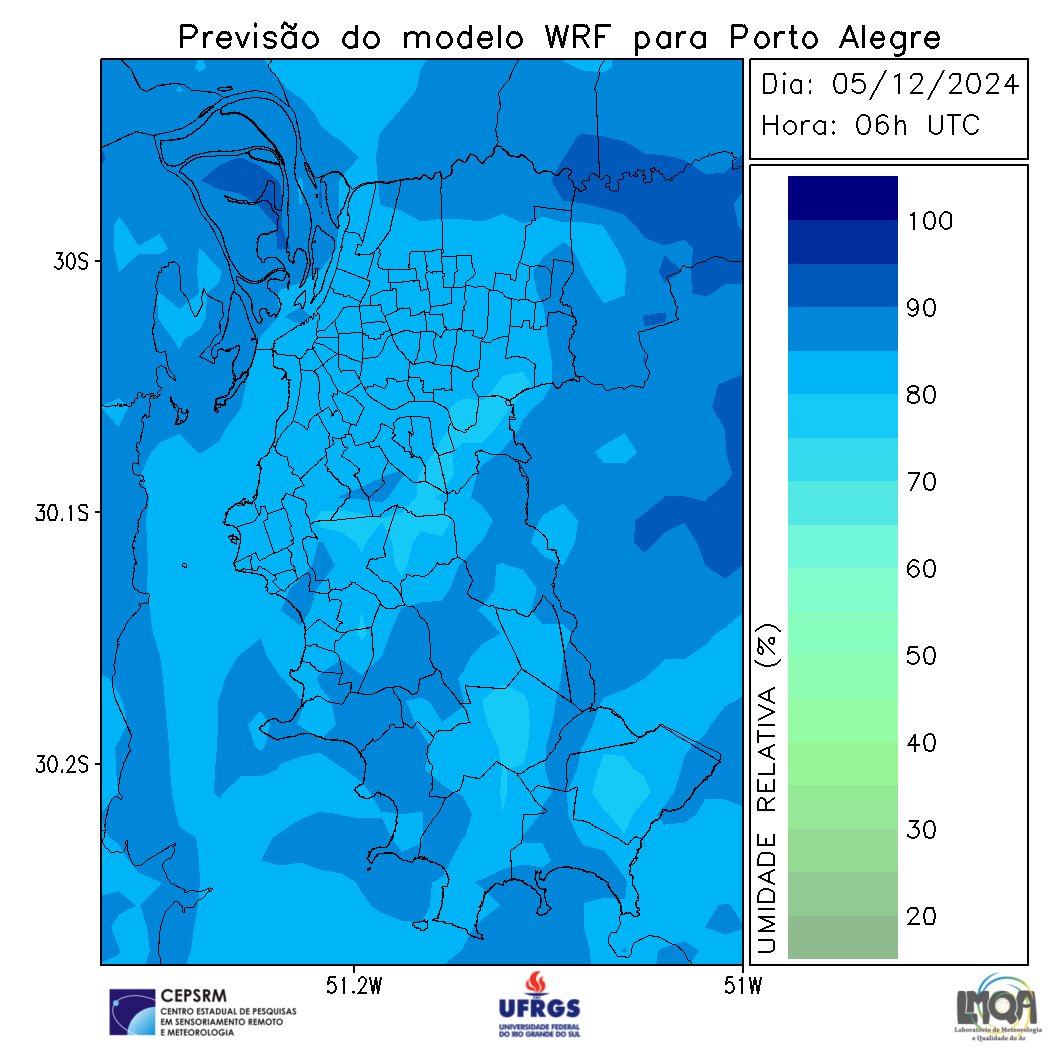 Previsão do modelo WRF para Porto Alegre
Dia: 05/12/2024
Hora: 06h UTC
100
90
80
70
60
50
40
30
20
UMIDADE RELATIVA (%)
30S
30.1S
30.2S
51.2W
51W
CEPSRM
CENTRO ESTADUAL DE PESQUISAS
EM SENSORIAMENTO REMOTO
E METEOROLOGIA
UFRGS
UNIVERSIDADE FEDERAL
DO RIO GRANDE DO SUL
LMQA
Laboratório de Meteorologia
e Qualidade do Ar